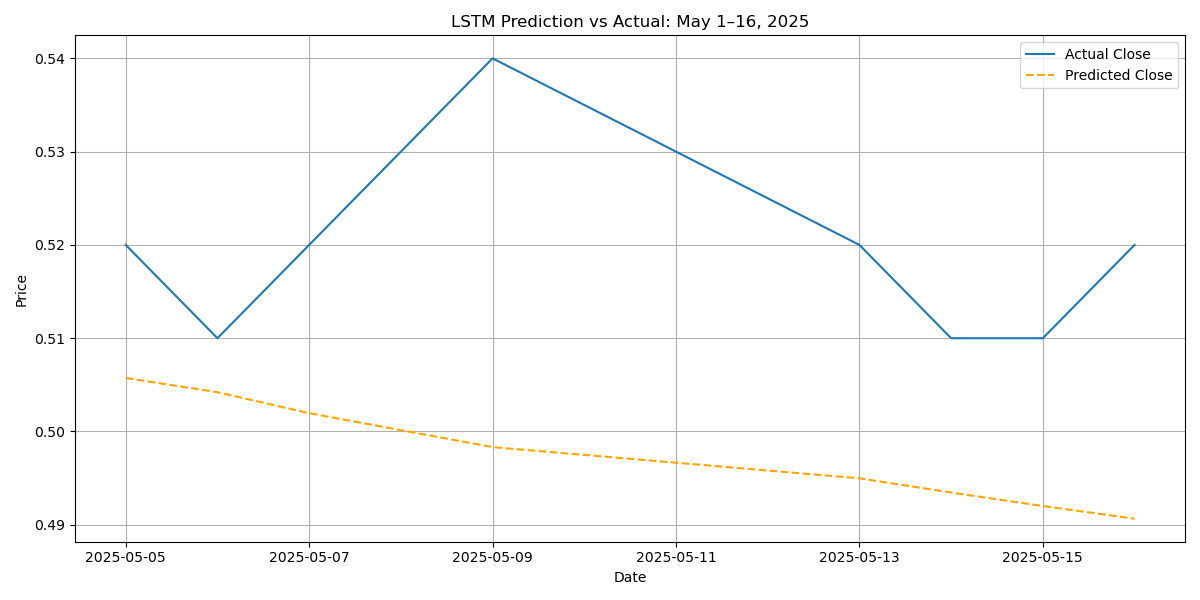 LSTM Prediction vs Actual: May 1–16, 2025
Actual Close
Predicted Close
0.54
0.53
0.52
0.51
0.50
0.49
Price
2025-05-05
2025-05-07
2025-05-09
2025-05-11
2025-05-13
2025-05-15
Date